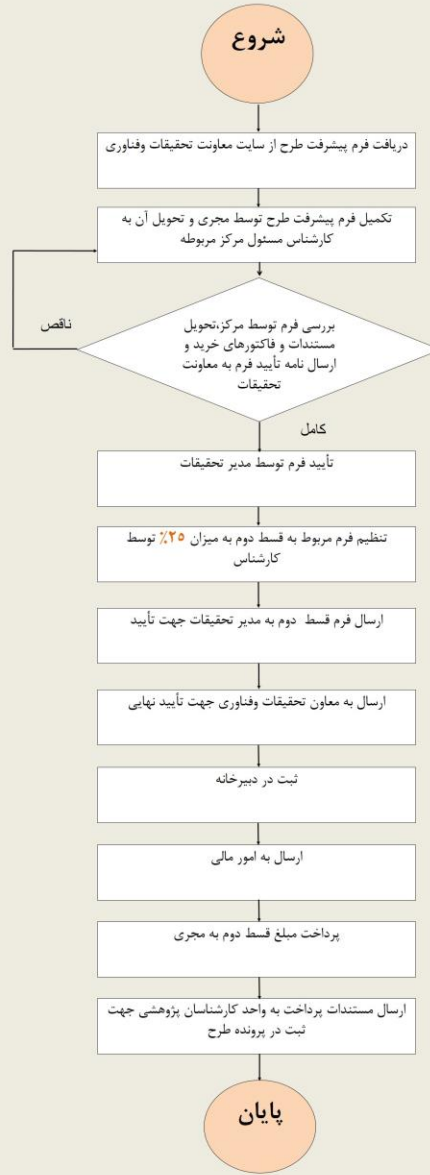 شروع
دریافت فرم پیشرفت طرح از سایت معاونت تحقیقات وفناوری
تکمیل فرم پیشرفت طرح توسط مجری و تحویل آن به
کارشناس مسئول مرکز مربوطه
ناقص
بررسی فرم توسط مرکز،تحویل
مستندات و فاکتورهای خرید و
ارسال نامه تأیید فرم به معاونت
تحقیقات
کامل
تأیید فرم توسط مدیر تحقیقات
تنظیم فرم مربوط به قسط دوم به میزان ۲۵٪ توسط
کارشناس
ارسال فرم قسط دوم به مدیر تحقیقات جهت تأیید
ارسال به معاون تحقیقات وفناوری جهت تأیید نهایی
ثبت در دبیرخانه
ارسال به امور مالی
پرداخت مبلغ قسط دوم به مجری
ارسال مستندات پرداخت به واحد کارشناسان پژوهشی جهت
ثبت در پرونده طرح
پایان